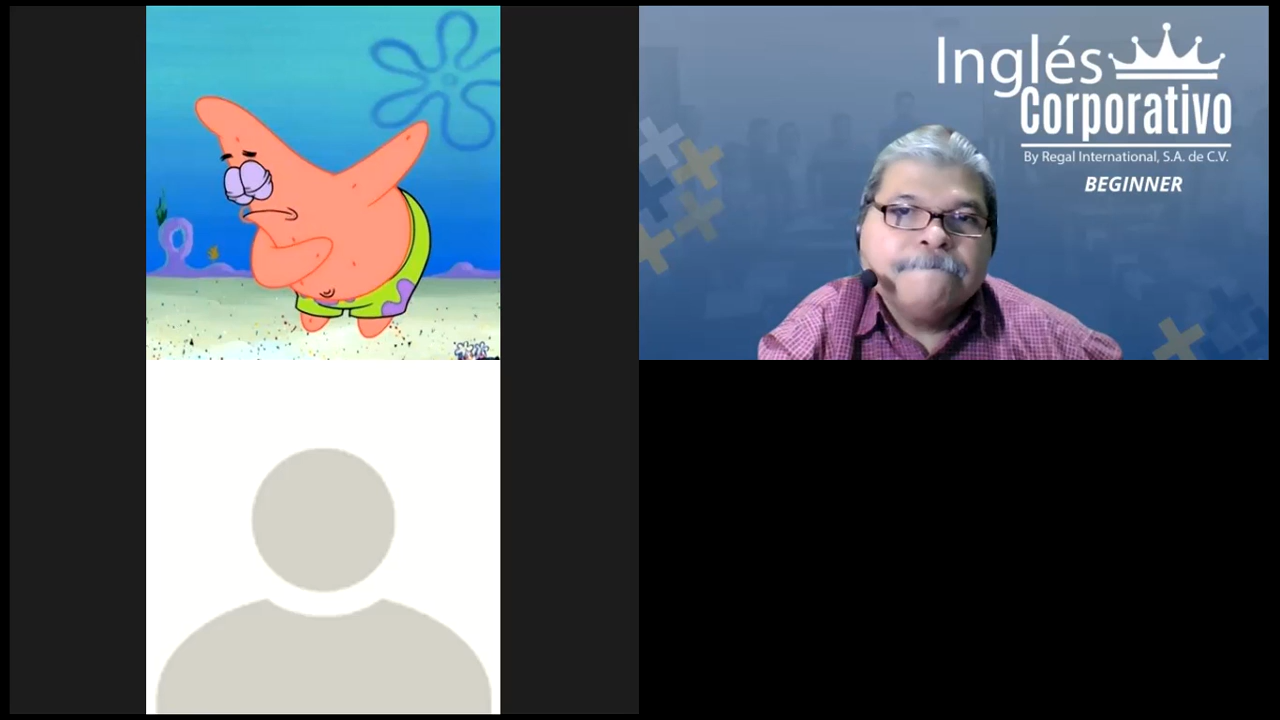 Inglés
Corporativo
By Regal International, S.A. de C.V.
BEGINNER